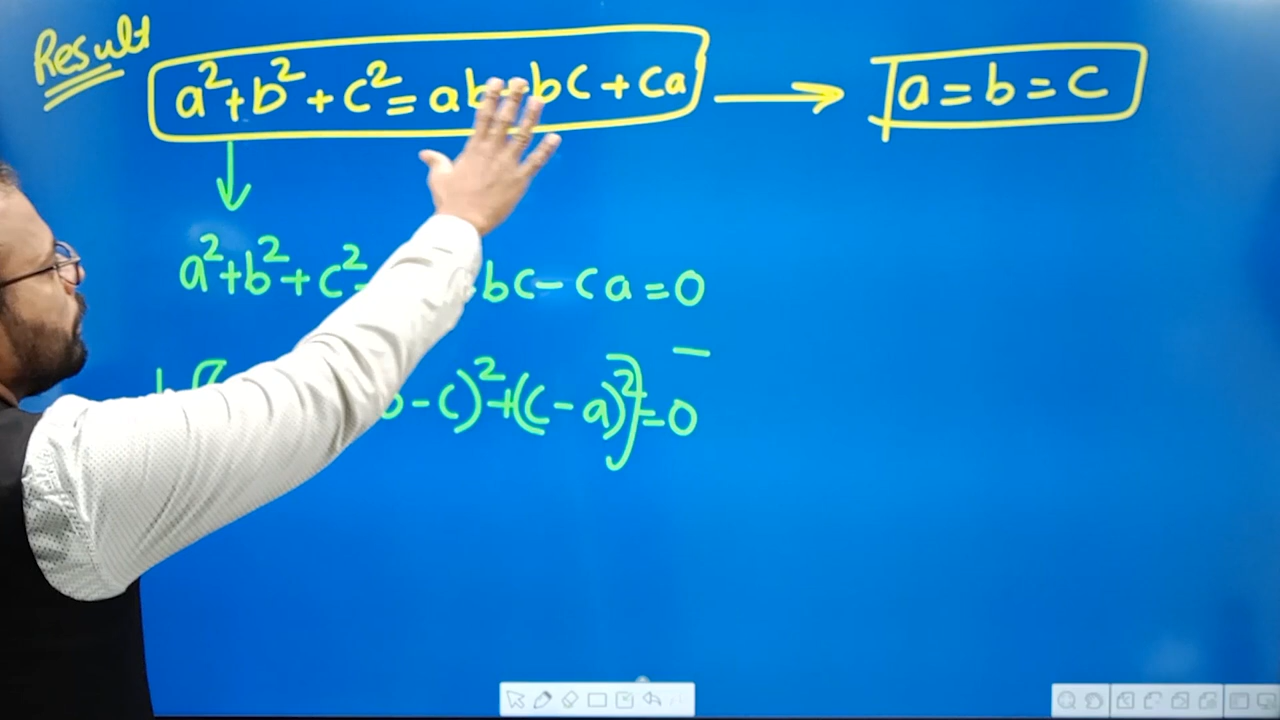 Result
a²+b²+c²=ab+bc+ca → a=b=c
↓
a²+b²+c² bc-ca=0
-c)²+(c-a)²}=0